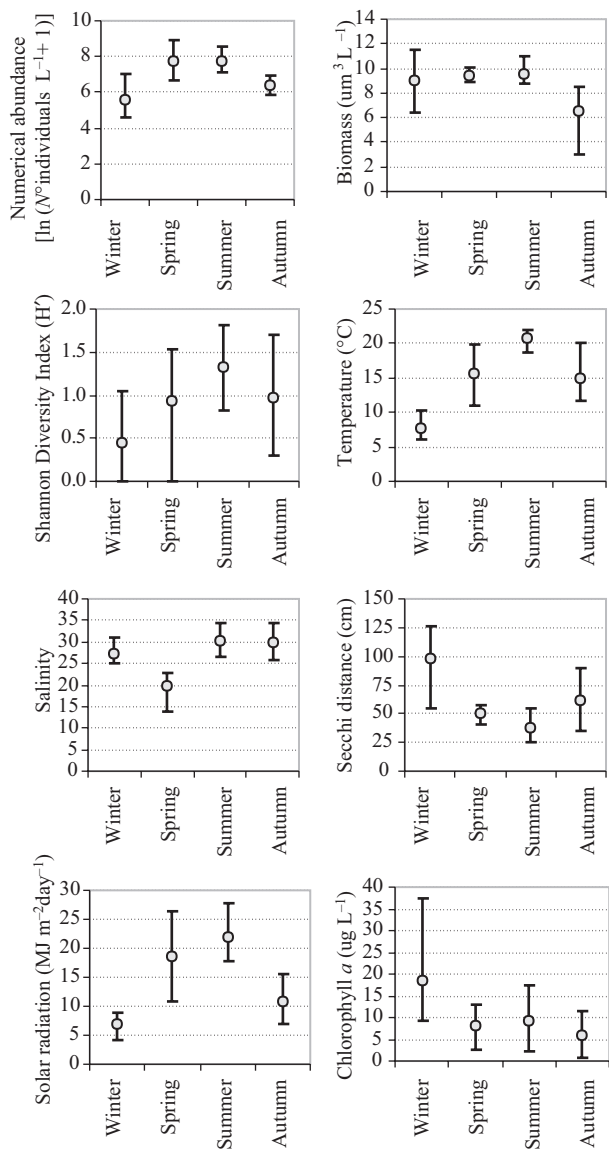 Numerical abundance
[ln (N° individuals L⁻¹+ 1)]
10
8
6
4
2
0
Winter
Spring
Summer
Autumn
Biomass (um³ L⁻¹)
14
12
10
8
6
4
2
0
Winter
Spring
Summer
Autumn
Shannon Diversity Index (H′)
2.0
1.5
1.0
0.5
0.0
Winter
Spring
Summer
Autumn
Temperature (°C)
25
20
15
10
5
0
Winter
Spring
Summer
Autumn
Salinity
40
35
30
25
20
15
10
5
0
Winter
Spring
Summer
Autumn
Secchi distance (cm)
150
125
100
75
50
25
0
Winter
Spring
Summer
Autumn
Solar radiation (MJ m⁻²day⁻¹)
30
25
20
15
10
5
0
Winter
Spring
Summer
Autumn
Chlorophyll a (ug L⁻¹)
40
35
30
25
20
15
10
5
0
Winter
Spring
Summer
Autumn